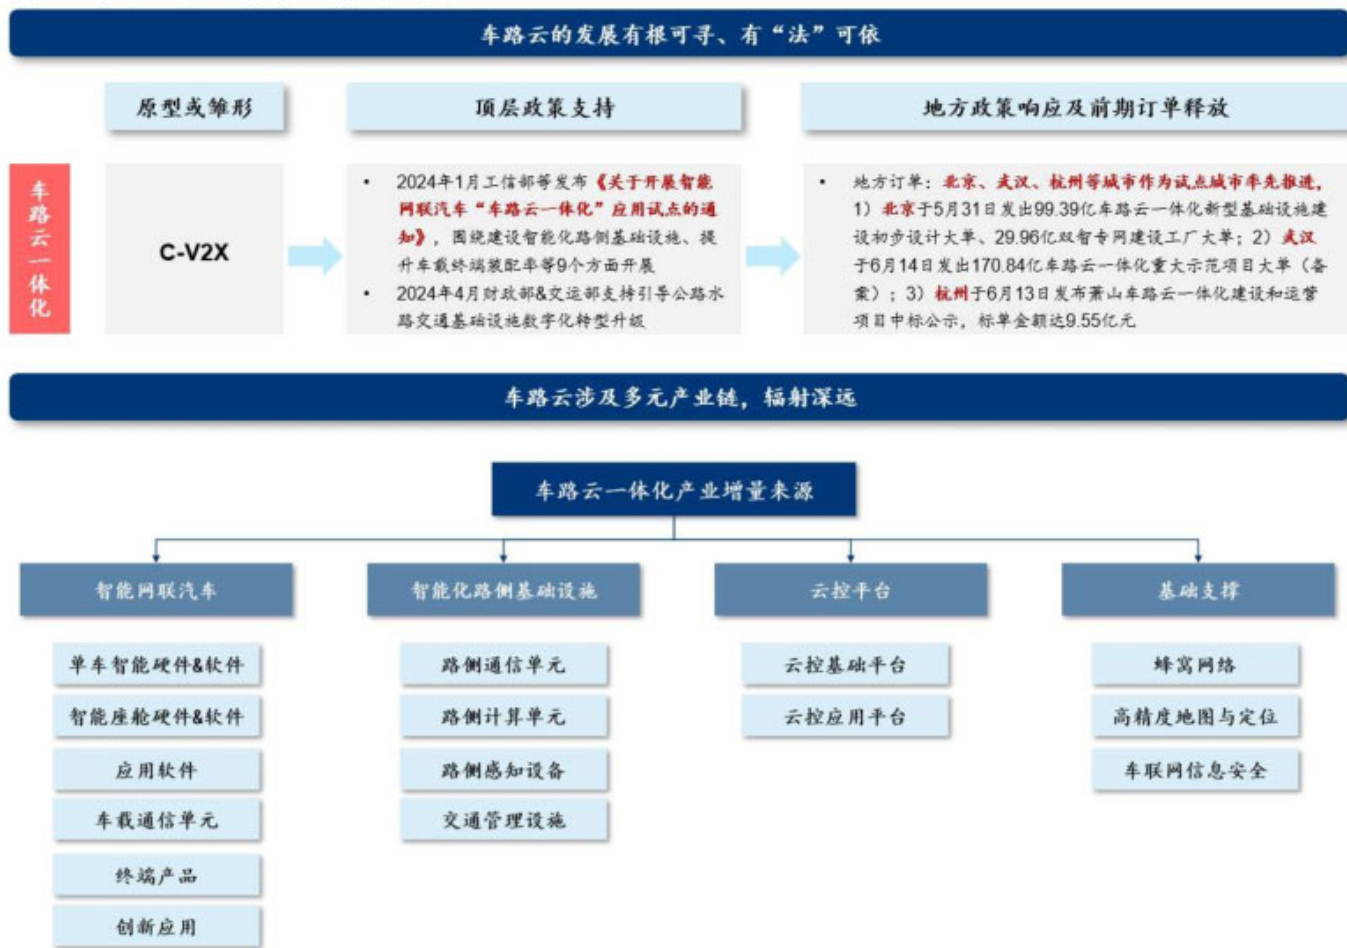 车路云的发展有根可寻、有“法”可依
原型或雏形
顶层政策支持
地方政策响应及前期订单释放
车路云一体化
C-V2X
• 2024年1月工信部等发布《关于开展智能
网联汽车“车路云一体化”应用试点的通
知》，围绕建设智能化路侧基础设施、提
升车载终端装配率等9个方面开展
• 2024年4月财政部&交运部支持引导公路水
路交通基础设施数字化转型升级
• 地方订单：北京、武汉、杭州等城市作为试点城市率先推进，
1）北京于5月31日发出99.39亿车路云一体化新型基础设施建
设初步设计大单、29.96亿双智专网建设工厂大单；2）武汉
于6月14日发出170.84亿车路云一体化重大示范项目大单（备
案）；3）杭州于6月13日发布萧山车路云一体化建设和运营
项目中标公示，标单金额达9.55亿元
车路云涉及多元产业链，辐射深远
车路云一体化产业增量来源
智能网联汽车
智能化路侧基础设施
云控平台
基础支撑
单车智能硬件&软件
智能座舱硬件&软件
应用软件
车载通信单元
终端产品
创新应用
路侧通信单元
路侧计算单元
路侧感知设备
交通管理设施
云控基础平台
云控应用平台
蜂窝网络
高精度地图与定位
车联网信息安全